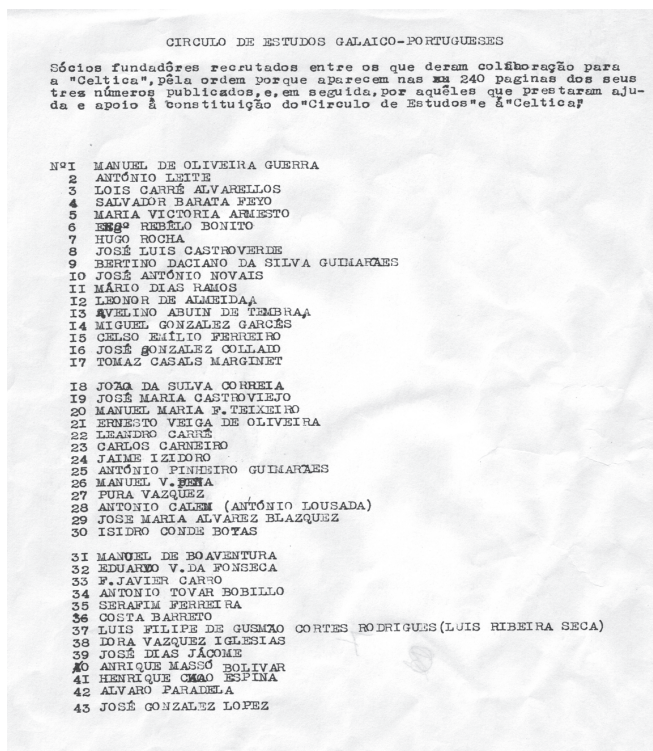 CIRCULO DE ESTUDOS GALAICO-PORTUGUESES
Sócios fundadôres recrutados entre os que deram colaboração para
a "Celtica", pêla ordem porque aparecem nas 240 paginas dos seus
tres números publicados, e, em seguida, por aquêles que prestaram aju-
da e apoio á constituição do "Circulo de Estudos" e á "Celtica"
NºI MANUEL DE OLIVEIRA GUERRA
2 ANTÓNIO LEITE
3 LOIS CARRÉ ALVARELLOS
4 SALVADOR BARATA FEYO
5 MARIA VICTORIA ARMESTO
6 ENGº REBÊLO BONITO
7 HUGO ROCHA
8 JOSÉ LUIS CASTROVERDE
9 BERTINO DACIANO DA SILVA GUIMARAES
IO JOSÉ ANTÓNIO NOVAIS
II MÁRIO DIAS RAMOS
I2 LEONOR DE ALMEIDA
I3 AVELINO ABUIN DE TEMBRA
I4 MIGUEL GONZALEZ GARCÉS
I5 CELSO EMÍLIO FERREIRO
I6 JOSÉ GONZALEZ COLLADO
I7 TOMAZ CASALS MARGINET
I8 JOAO DA SULVA CORREIA
I9 JOSÉ MARIA CASTROVIEJO
20 MANUEL MARIA F.TEIXEIRO
2I ERNESTO VEIGA DE OLIVEIRA
22 LEANDRO CARRÉ
23 CARLOS CARNEIRO
24 JAIME IZIDORO
25 ANTÓNIO PINHEIRO GUIMARAES
26 MANUEL V.PEÑA
27 PURA VAZQUEZ
28 ANTONIO CALEM (ANTÓNIO LOUSADA)
29 JOSE MARIA ALVAREZ BLAZQUEZ
30 ISIDRO CONDE BOTAS
3I MANUEL DE BOAVENTURA
32 EDUARDO V.DA FONSECA
33 F.JAVIER CARRO
34 ANTONIO TOVAR BOBILLO
35 SERAFIM FERREIRA
36 COSTA BARRETO
37 LUIS FILIPE DE GUSMÃO CORTES RODRIGUES(LUIS RIBEIRA SECA)
38 DORA VAZQUEZ IGLESIAS
39 JOSÉ DIAS JÁCOME
40 ANRIQUE MASSÓ BOLIVAR
4I HENRIQUE CHAO ESPINA
42 ALVARO PARADELA
43 JOSÉ GONZALEZ LOPEZ